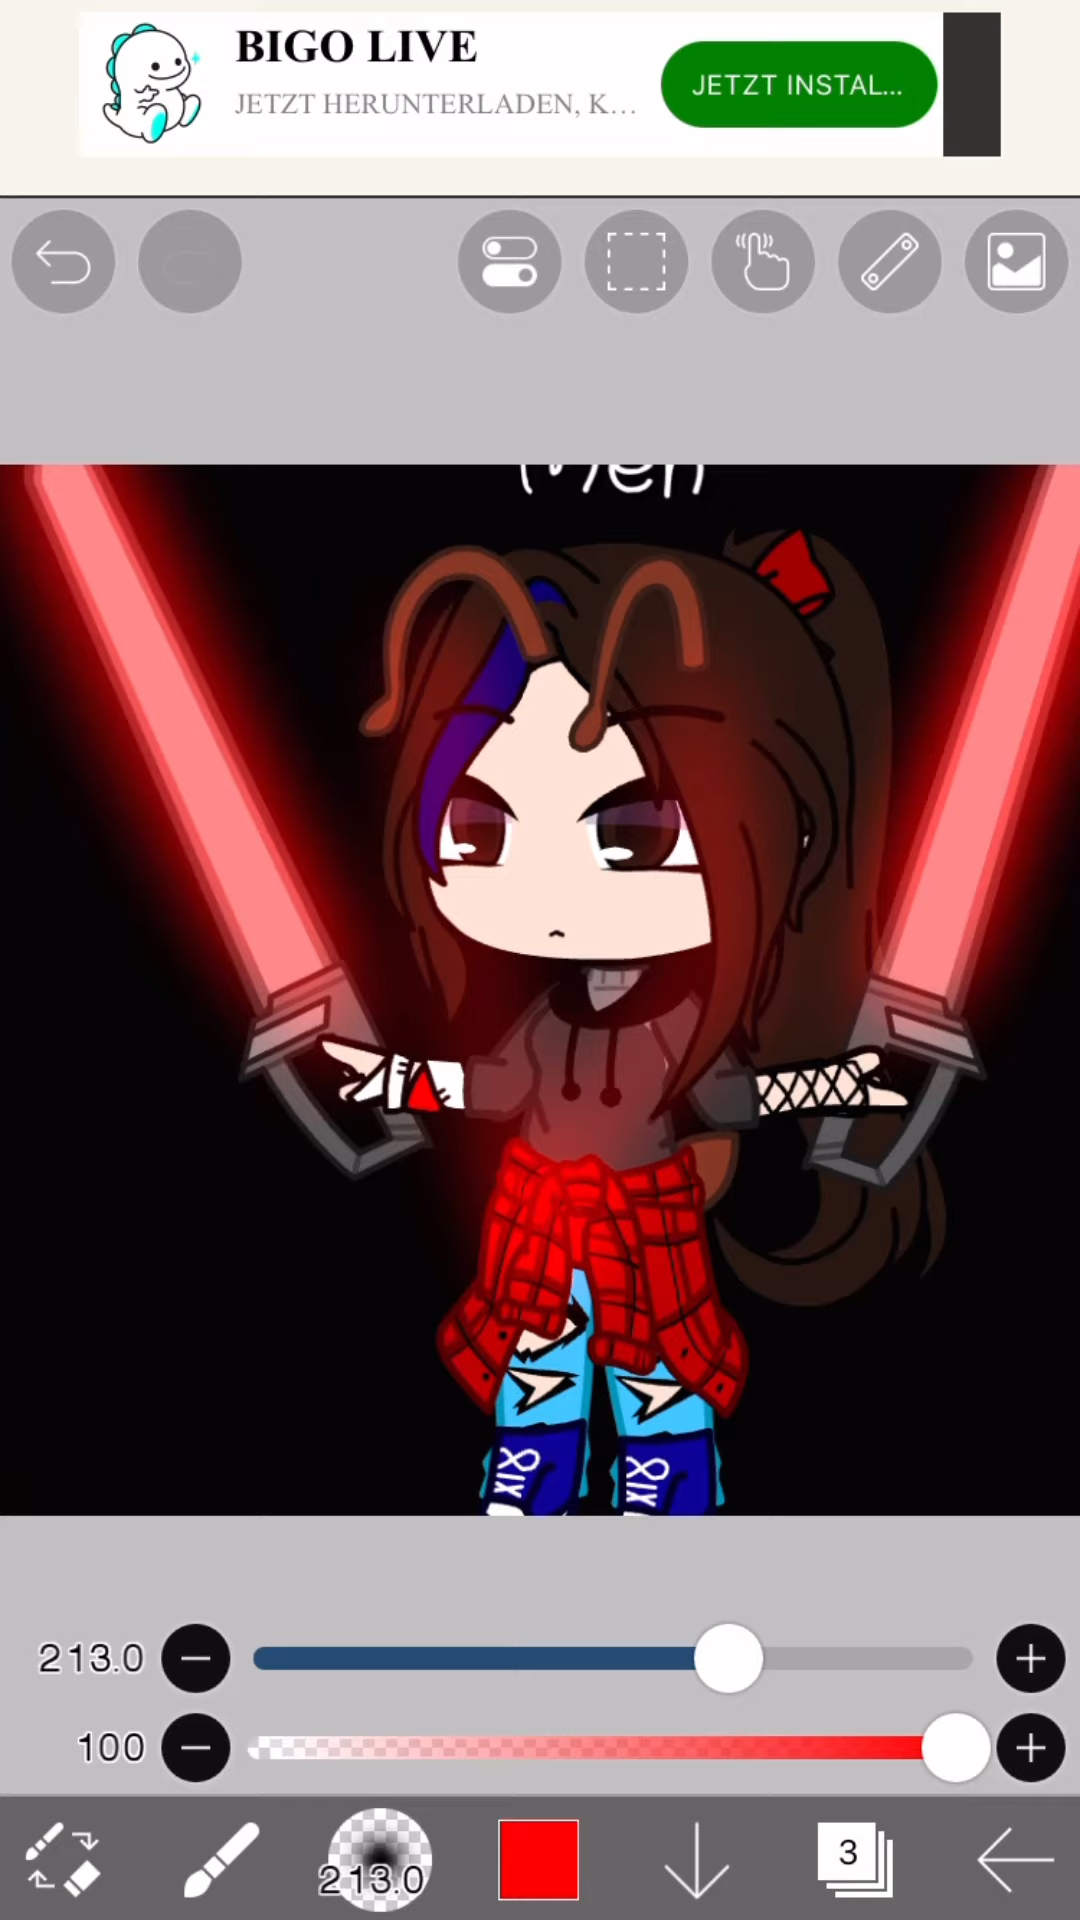 BIGO LIVE
JETZT HERUNTERLADEN, K...
JETZT INSTAL...
213.0
100
213.0
3